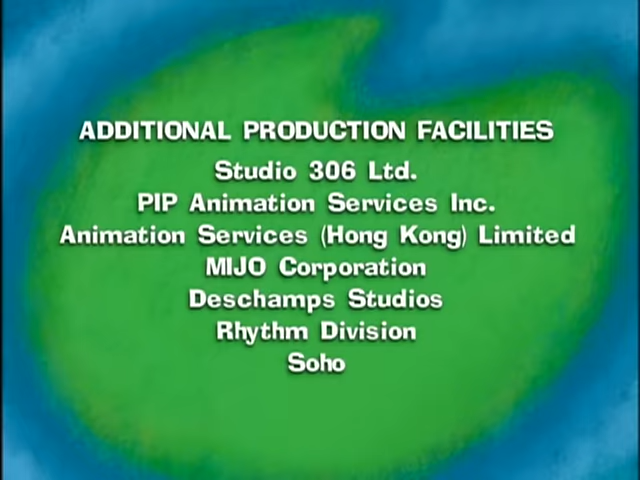 ADDITIONAL PRODUCTION FACILITIES
Studio 306 Ltd.
PIP Animation Services Inc.
Animation Services (Hong Kong) Limited
MIJO Corporation
Deschamps Studios
Rhythm Division
Soho